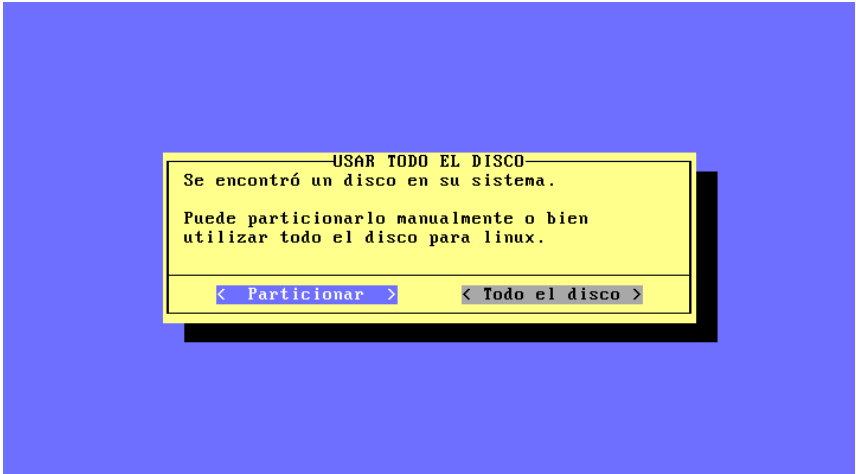 USAR TODO EL DISCO
Se encontró un disco en su sistema.
Puede particionarlo manualmente o bien
utilizar todo el disco para linux.
< Particionar > < Todo el disco >